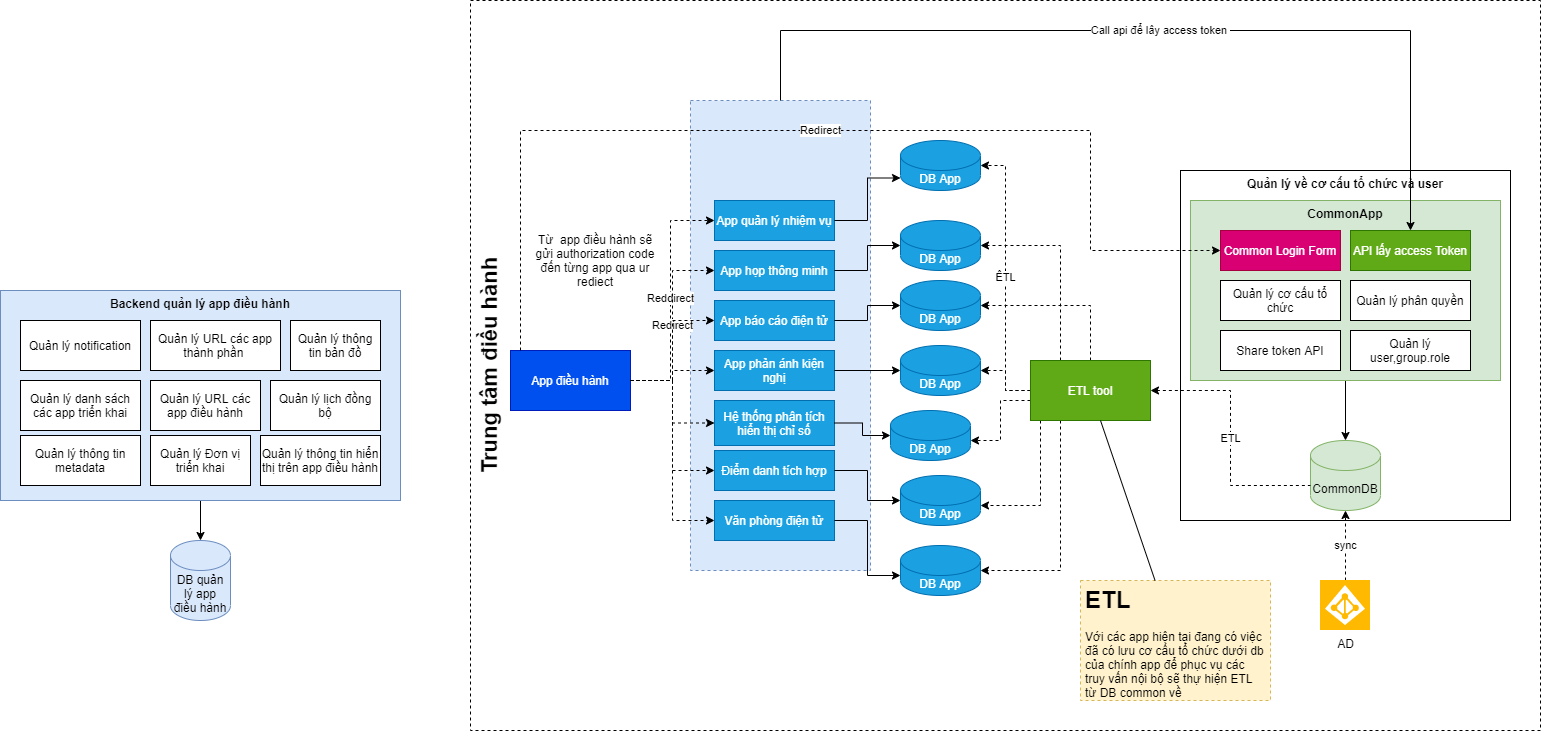 Call api để lấy access token
Redirect
DB App
Quản lý về cơ cấu tổ chức và user
CommonApp
App quản lý nhiệm vụ
Từ app điều hành sẽ
gửi authorization code
đến từng app qua ur
rediect
DB App
Common Login Form
API lấy access Token
App họp thông minh
ETL
Trung tâm điều hành
Backend quản lý app điều hành
Reddirect
DB App
Quản lý cơ cấu tổ
chức
Quản lý phân quyền
Redirect
App báo cáo điện tử
Quản lý notification
Quản lý URL các app
thành phần
Quản lý thông
tin bản đồ
Share token API
Quản lý
user,group.role
App điều hành
App phản ánh kiện
nghị
DB App
ETL tool
Quản lý danh sách
các app triển khai
Quản lý URL các
app điều hành
Quản lý lịch đồng
bộ
Hệ thống phân tích
hiển thị chỉ số
DB App
ETL
Quản lý thông tin
metadata
Quản lý Đơn vị
triển khai
Quản lý thông tin hiển
thị trên app điều hành
Điểm danh tích hợp
CommonDB
Văn phòng điện tử
DB App
sync
DB quản
lý app
điều hành
DB App
ETL
Với các app hiện tại đang có việc
đã có lưu cơ cấu tổ chức dưới db
của chính app để phục vụ các
truy vấn nội bộ sẽ thự hiện ETL
từ DB common về
AD